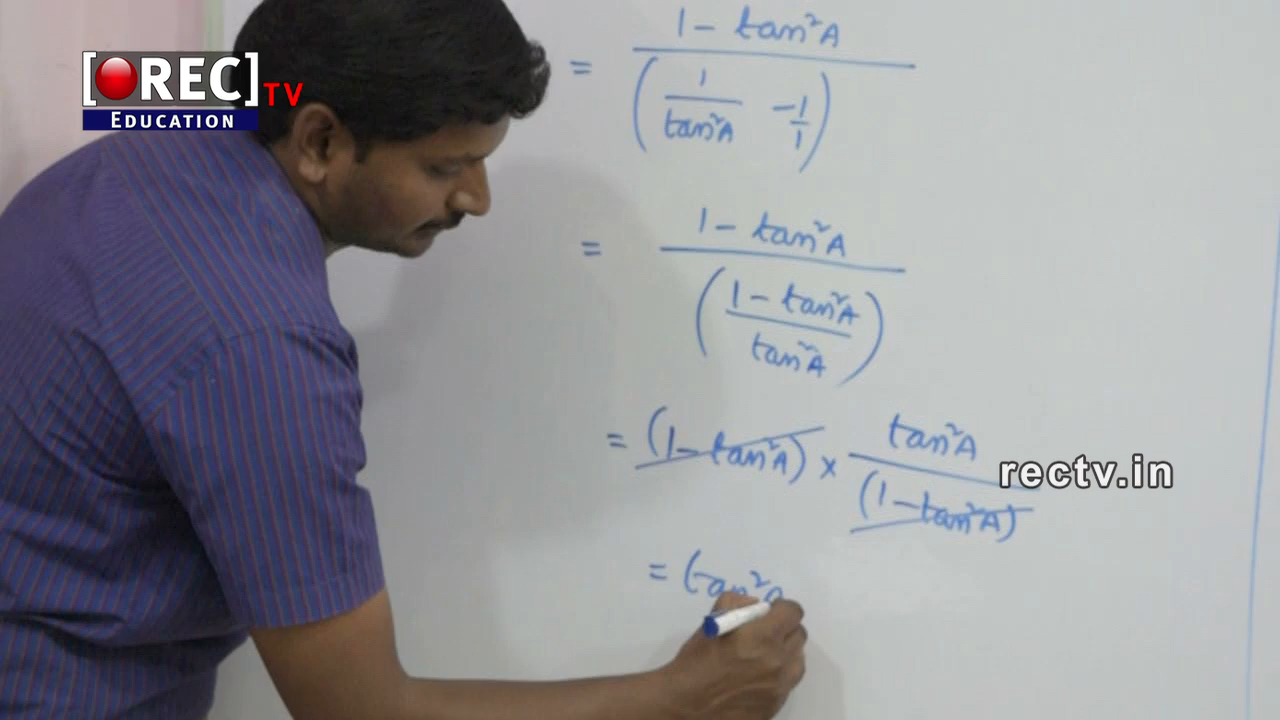 [REC]TV
EDUCATION
= 1 - tan²A
( 1/tan²A - 1/1 )
= 1 - tan²A
( 1 - tan²A
tan²A )
= (1 - tan²A) × tan²A
(1 - tan²A)
rectv.in
= (tan²A